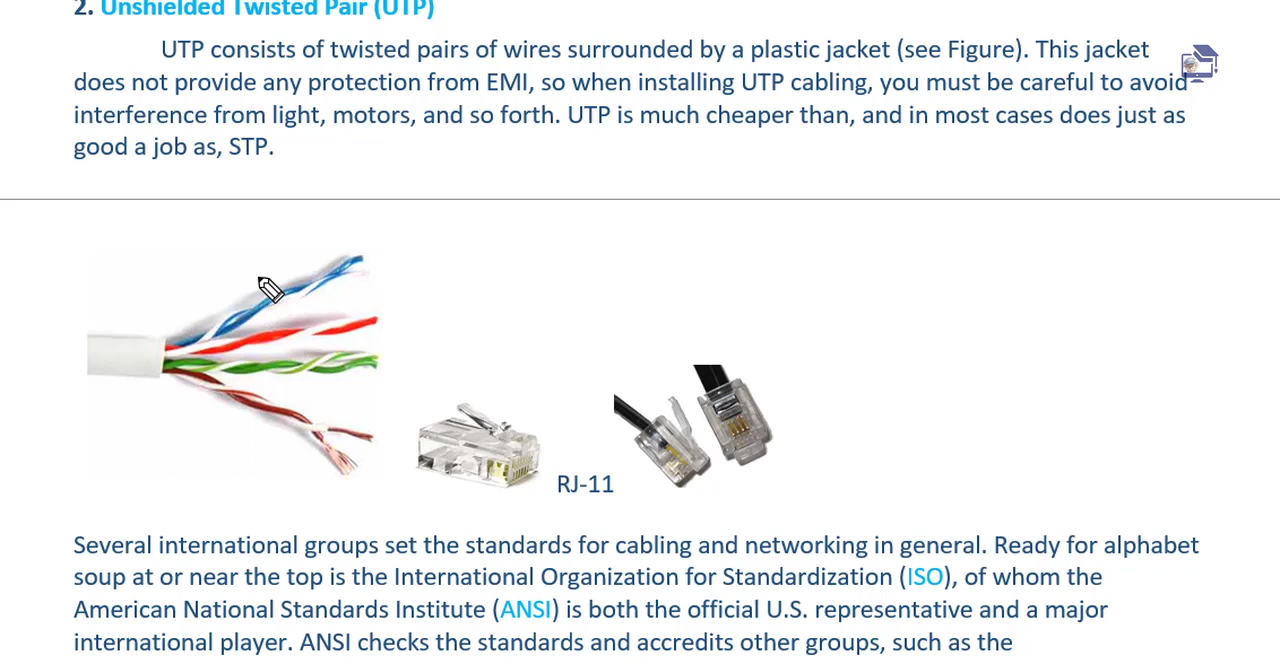 2. Unshielded Twisted Pair (UTP)
UTP consists of twisted pairs of wires surrounded by a plastic jacket (see Figure). This jacket
does not provide any protection from EMI, so when installing UTP cabling, you must be careful to avoid
interference from light, motors, and so forth. UTP is much cheaper than, and in most cases does just as
good a job as, STP.
RJ-11
Several international groups set the standards for cabling and networking in general. Ready for alphabet
soup at or near the top is the International Organization for Standardization (ISO), of whom the
American National Standards Institute (ANSI) is both the official U.S. representative and a major
international player. ANSI checks the standards and accredits other groups, such as the